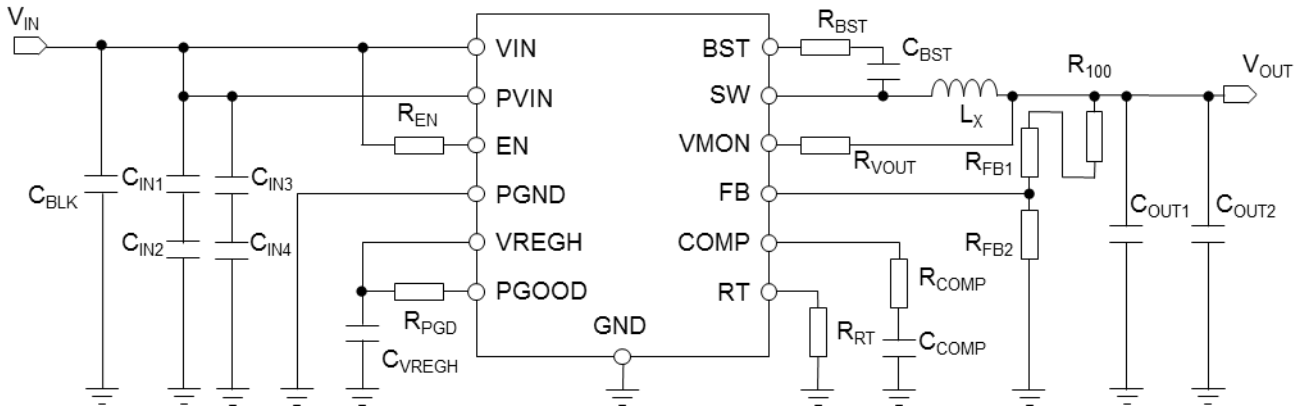 VIN
VIN
PVIN
EN
PGND
VREGH
PGOOD
GND
BST
SW
VMON
FB
COMP
RT
REN
CBLK
CIN1
CIN2
CIN3
CIN4
RPGD
CVREGH
RBST
CBST
LX
R100
VOUT
RVOUT
RFB1
RFB2
COUT1
COUT2
RCOMP
CCOMP
RRT